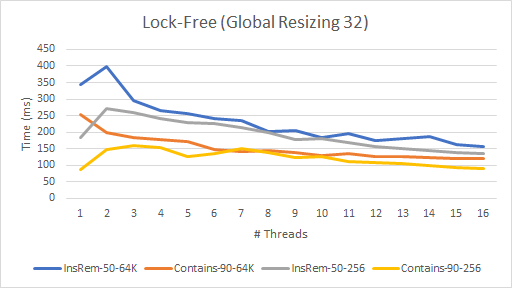 Lock-Free (Global Resizing 32)
450
400
350
300
250
200
150
100
50
0
Time (ms)
1 2 3 4 5 6 7 8 9 10 11 12 13 14 15 16
# Threads
InsRem-50-64K Contains-90-64K InsRem-50-256 Contains-90-256